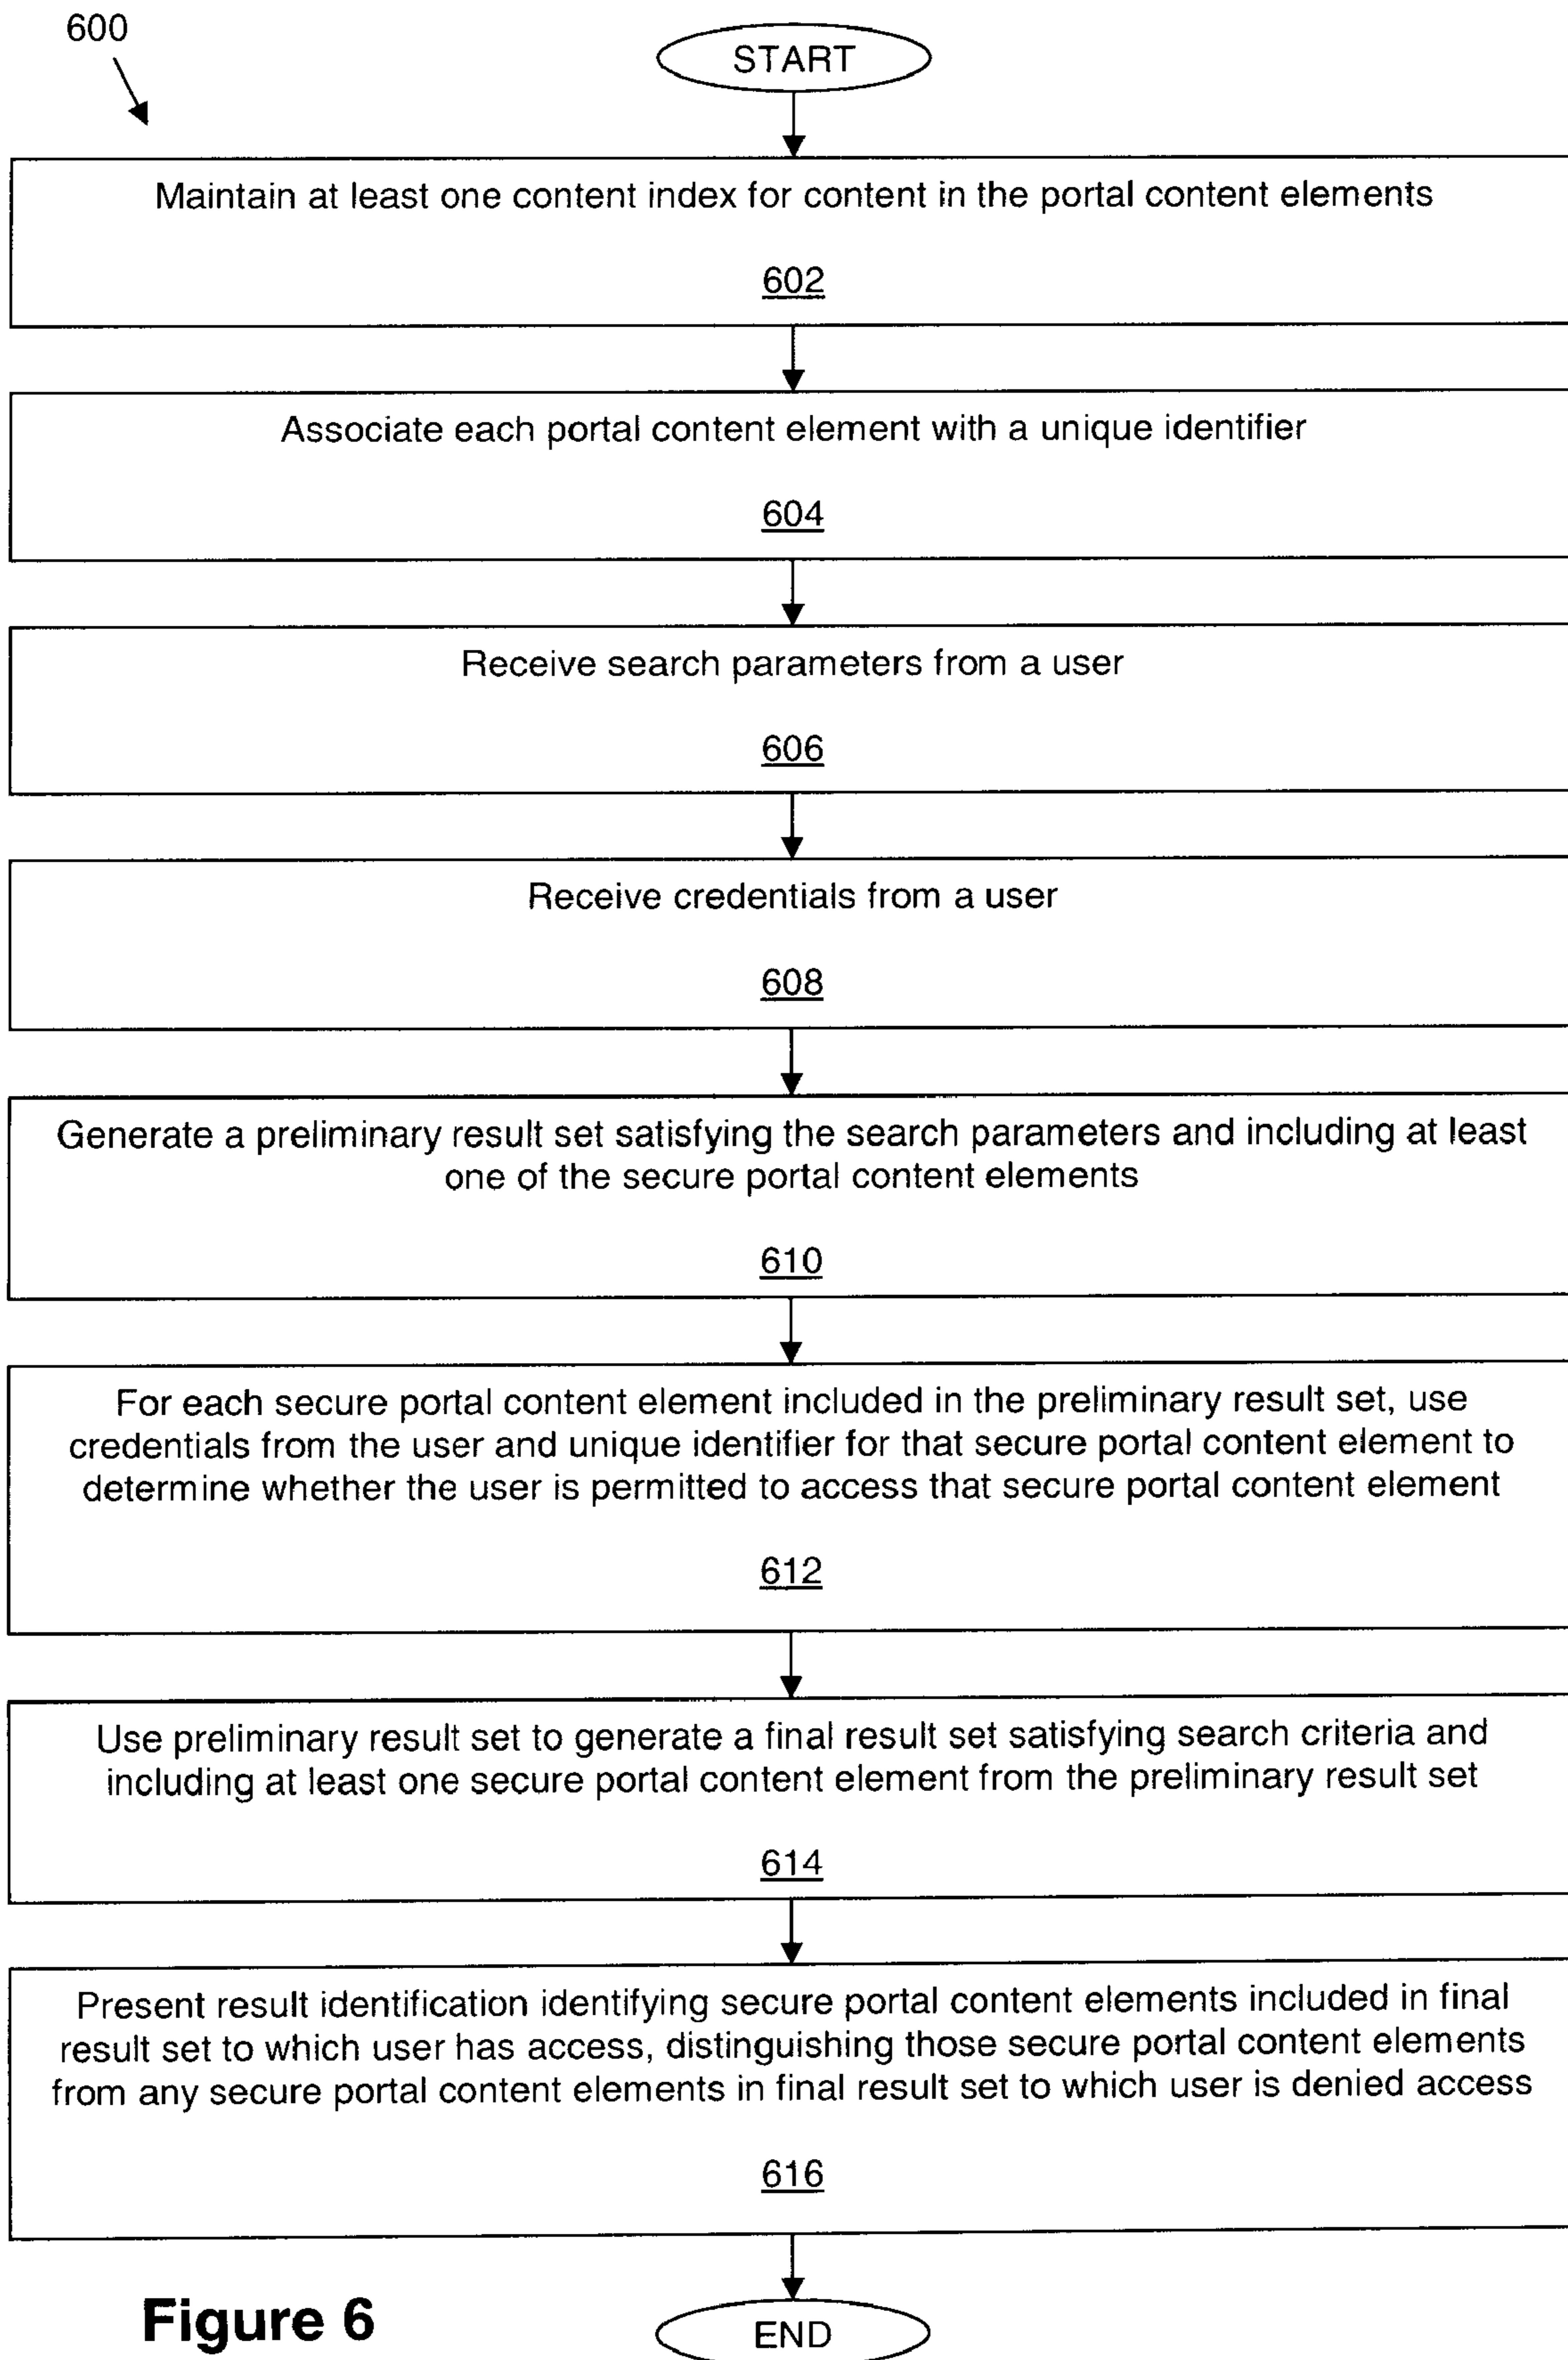 600
START
Maintain at least one content index for content in the portal content elements
602
Associate each portal content element with a unique identifier
604
Receive search parameters from a user
606
Receive credentials from a user
608
Generate a preliminary result set satisfying the search parameters and including at least
one of the secure portal content elements
610
For each secure portal content element included in the preliminary result set, use
credentials from the user and unique identifier for that secure portal content element to
determine whether the user is permitted to access that secure portal content element
612
Use preliminary result set to generate a final result set satisfying search criteria and
including at least one secure portal content element from the preliminary result set
614
Present result identification identifying secure portal content elements included in final
result set to which user has access, distinguishing those secure portal content elements
from any secure portal content elements in final result set to which user is denied access
616
Figure 6
END